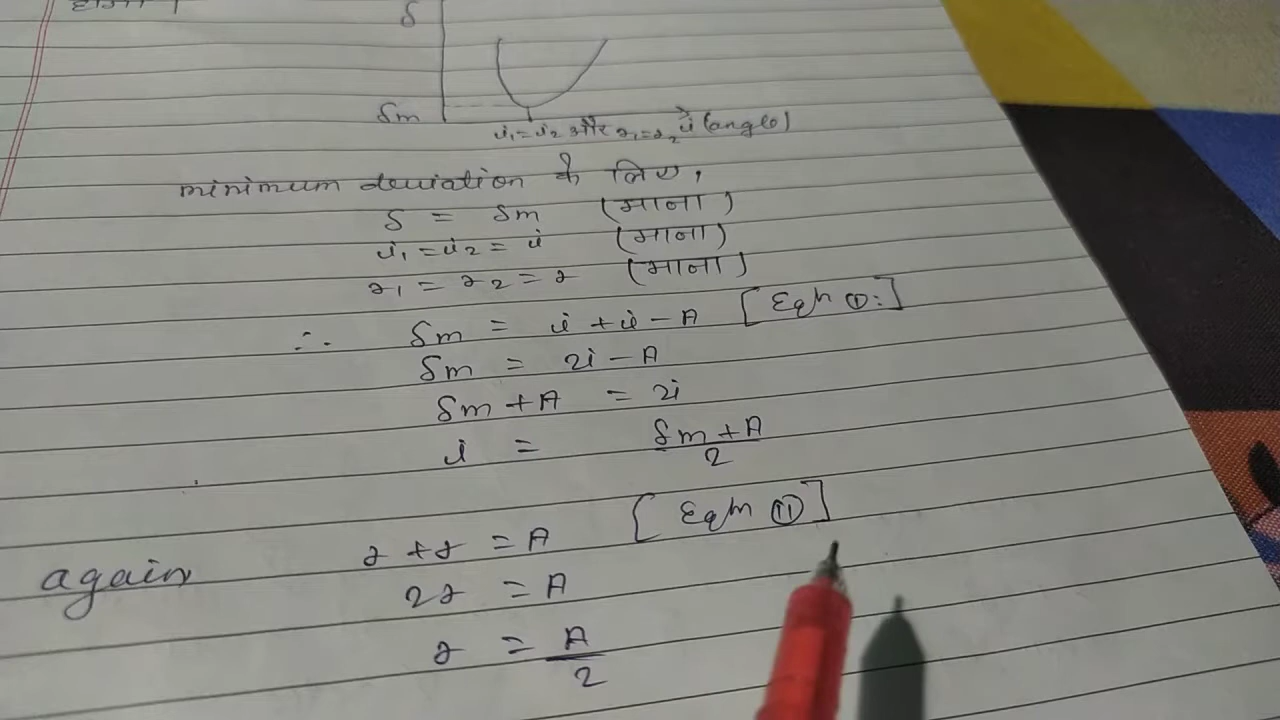 δ
δm
i₁=i₂ और r₁=r₂ i (angle)
minimum deviation के लिए,
δ = δm (माना)
i₁=i₂=i (माना)
r₁=r₂=r (माना)
∴ δm = i+i-A [Eqn ①:]
δm = 2i-A
δm+A = 2i
i = δm+A/2
again r+r=A [Eqn ⑪]
2r = A
r = A/2